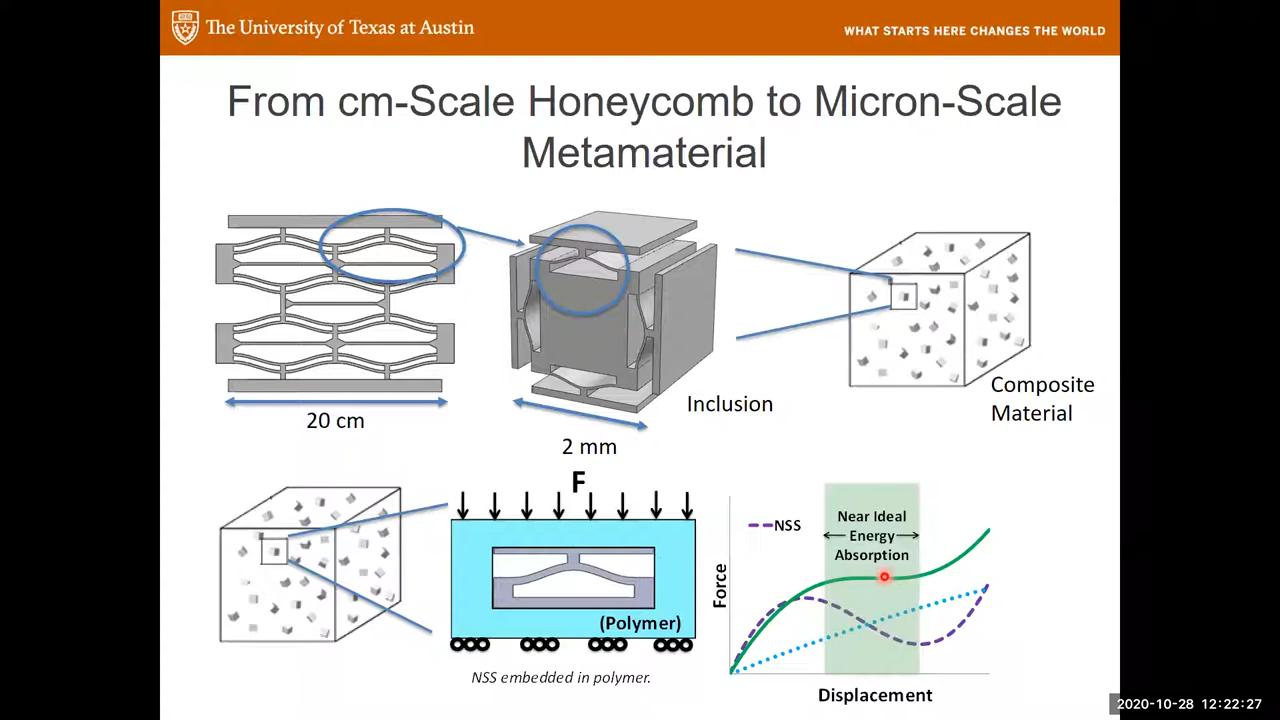 The University of Texas at Austin
WHAT STARTS HERE CHANGES THE WORLD
From cm-Scale Honeycomb to Micron-Scale
Metamaterial
20 cm
2 mm
Inclusion
Composite
Material
F
(Polymer)
NSS embedded in polymer.
NSS
Near Ideal
Energy
Absorption
Force
Displacement
2020-10-28 12:22:27